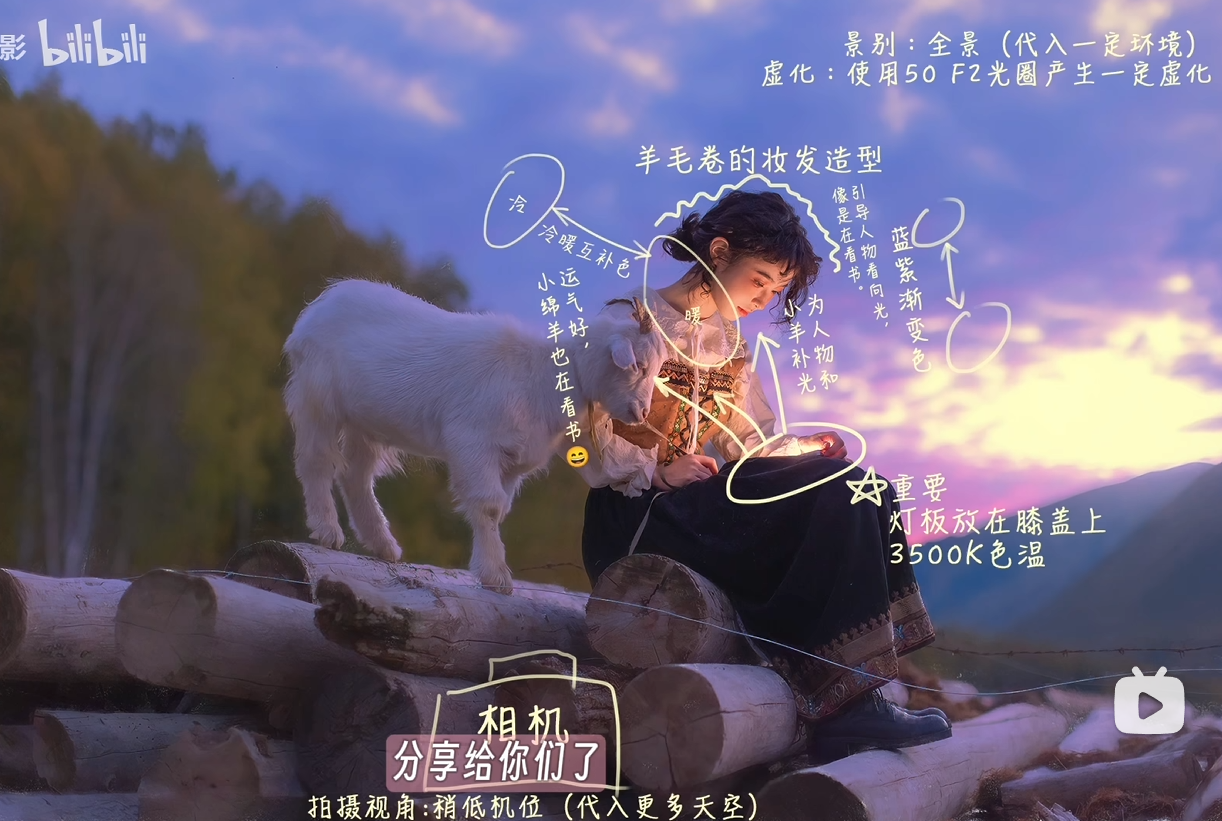 影 bilibili
景别：全景（代入一定环境）
虚化：使用50 F2光圈产生一定虚化
羊毛卷的妆发造型
冷
冷暖互补色
暖
引导人物看向光，
像是在看书。
蓝紫渐变色
运气好，
小绵羊也在看书😄
为人物和
小羊补光
重要
灯板放在膝盖上
3500K色温
相机
分享给你们了
拍摄视角:稍低机位（代入更多天空）